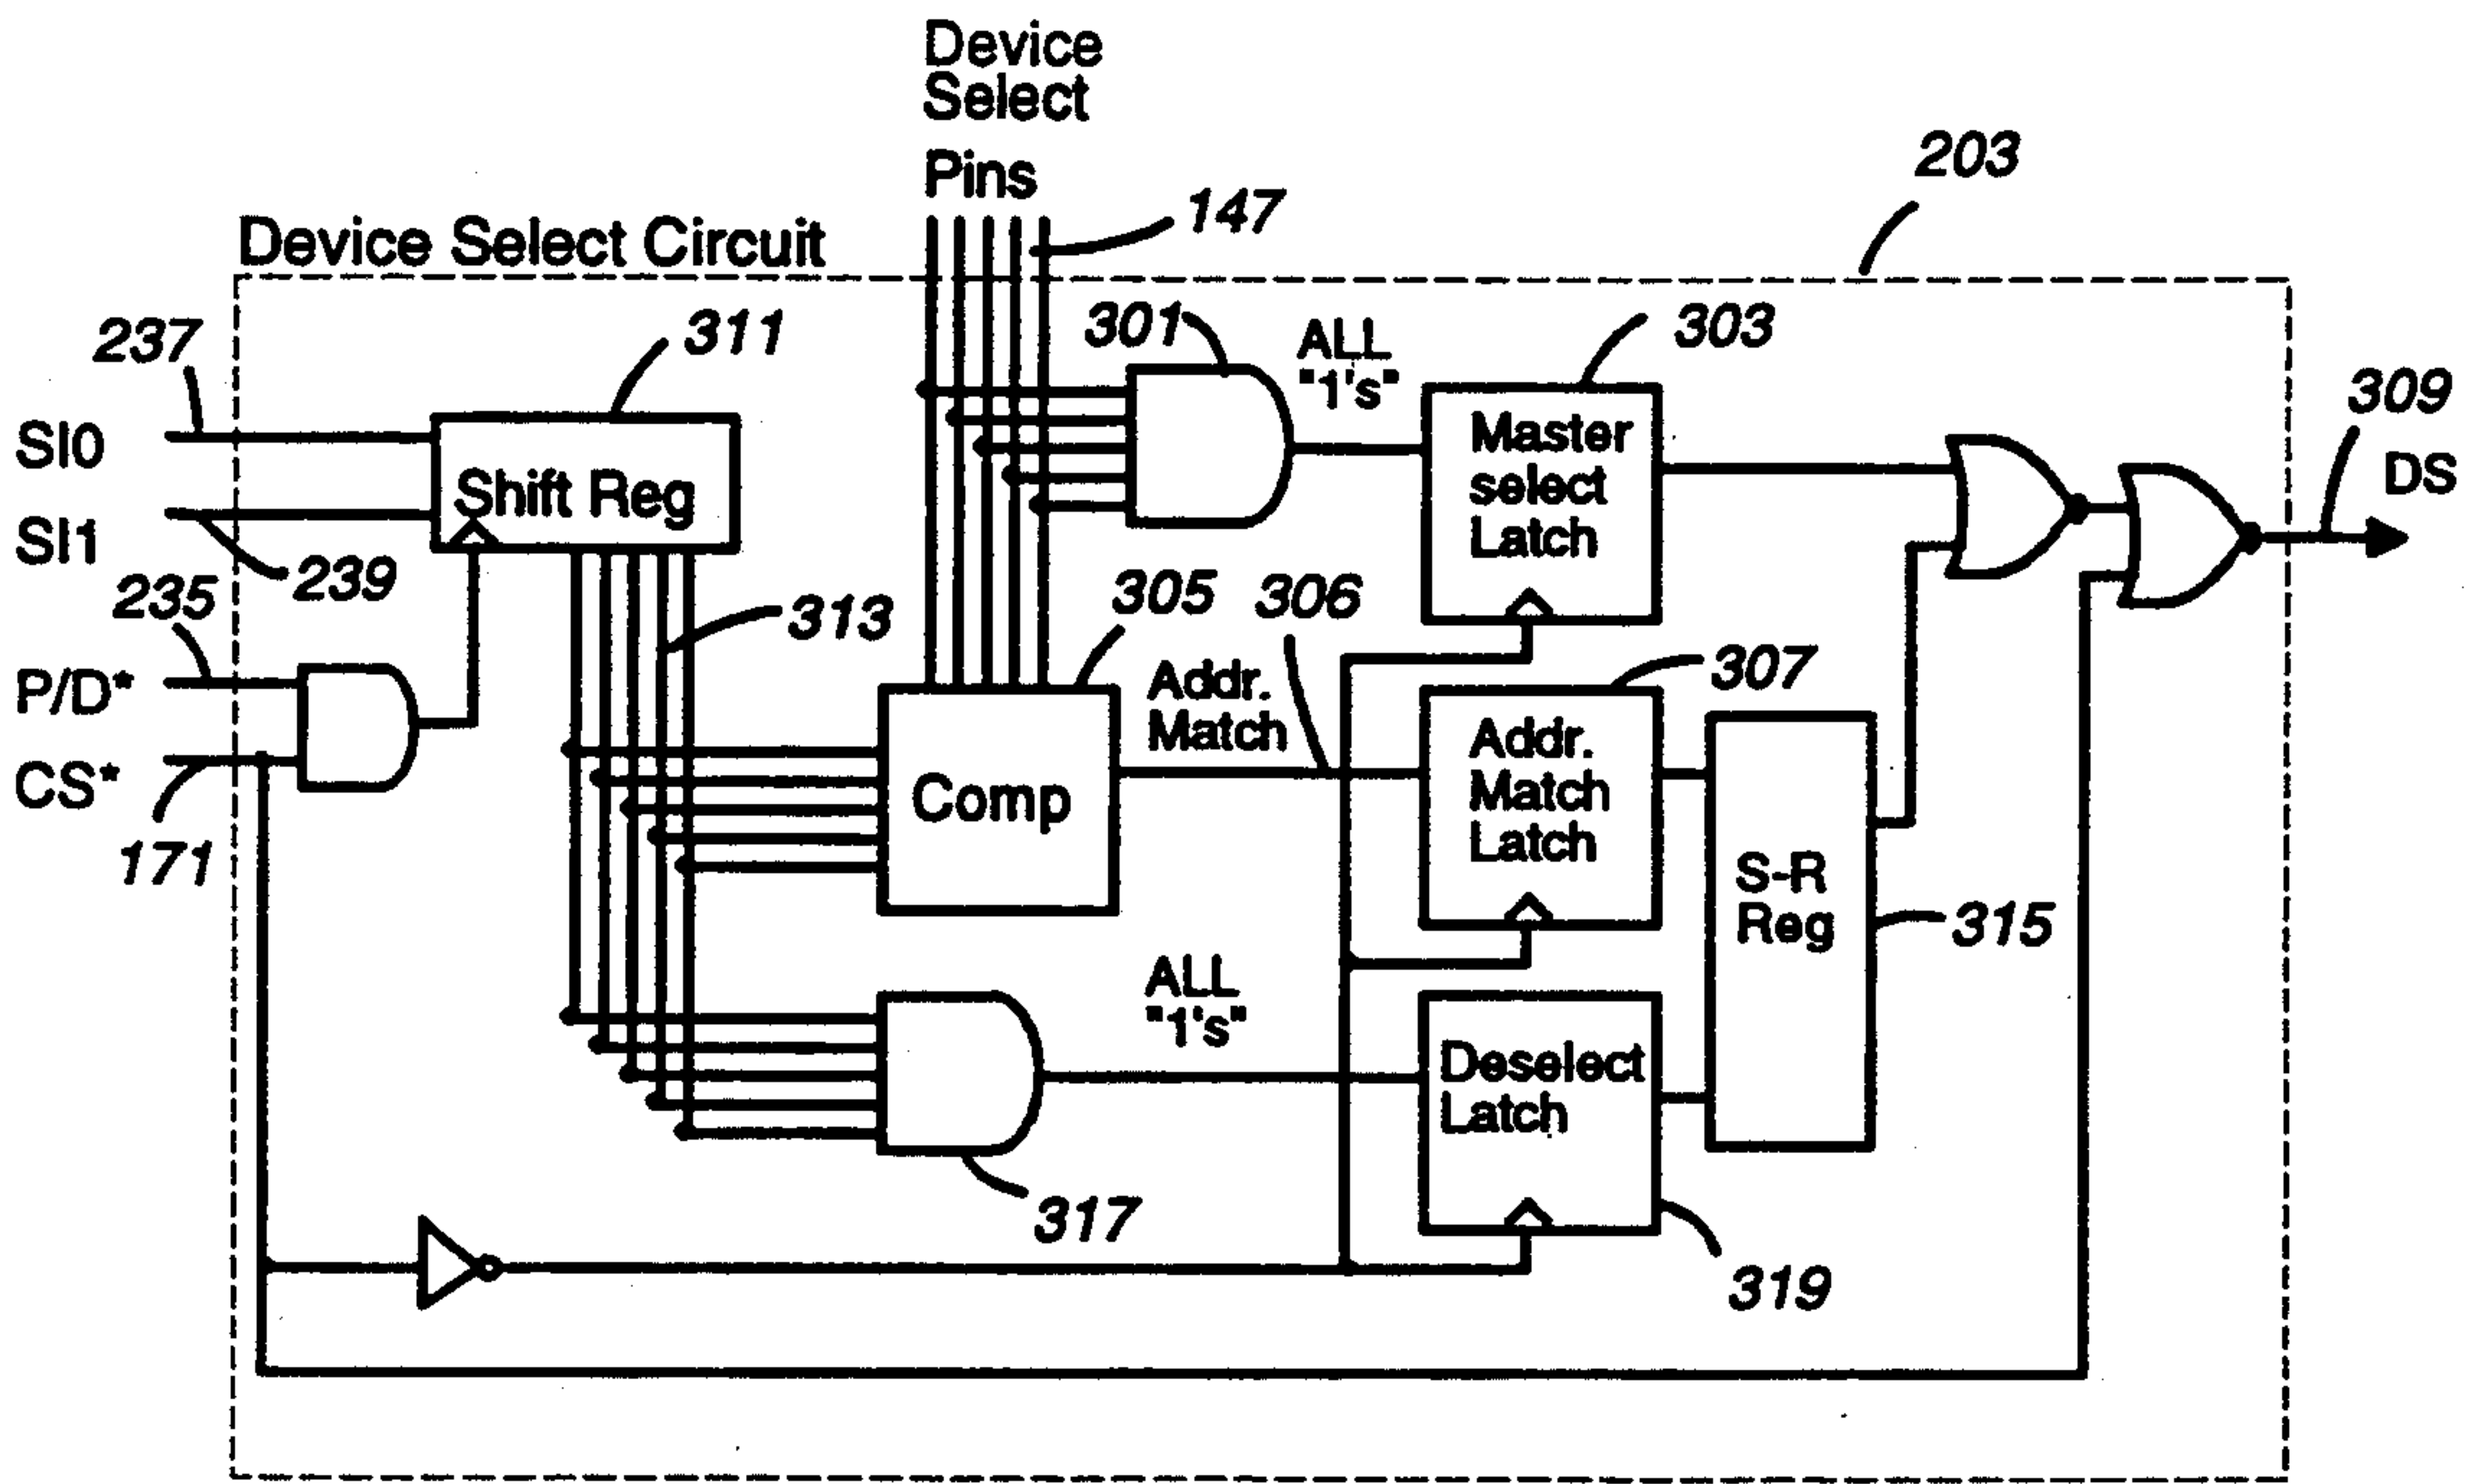 Device
Select
Pins
147
203
Device Select Circuit
237
311
301
ALL
"1's"
303
309
SI0
SI1
Shift Reg
Master
select
Latch
DS
239
235
313
305
306
307
P/D*
CS*
171
Addr.
Match
Comp
Addr.
Match
Latch
S-R
Reg
315
ALL
"1's"
Deselect
Latch
317
319